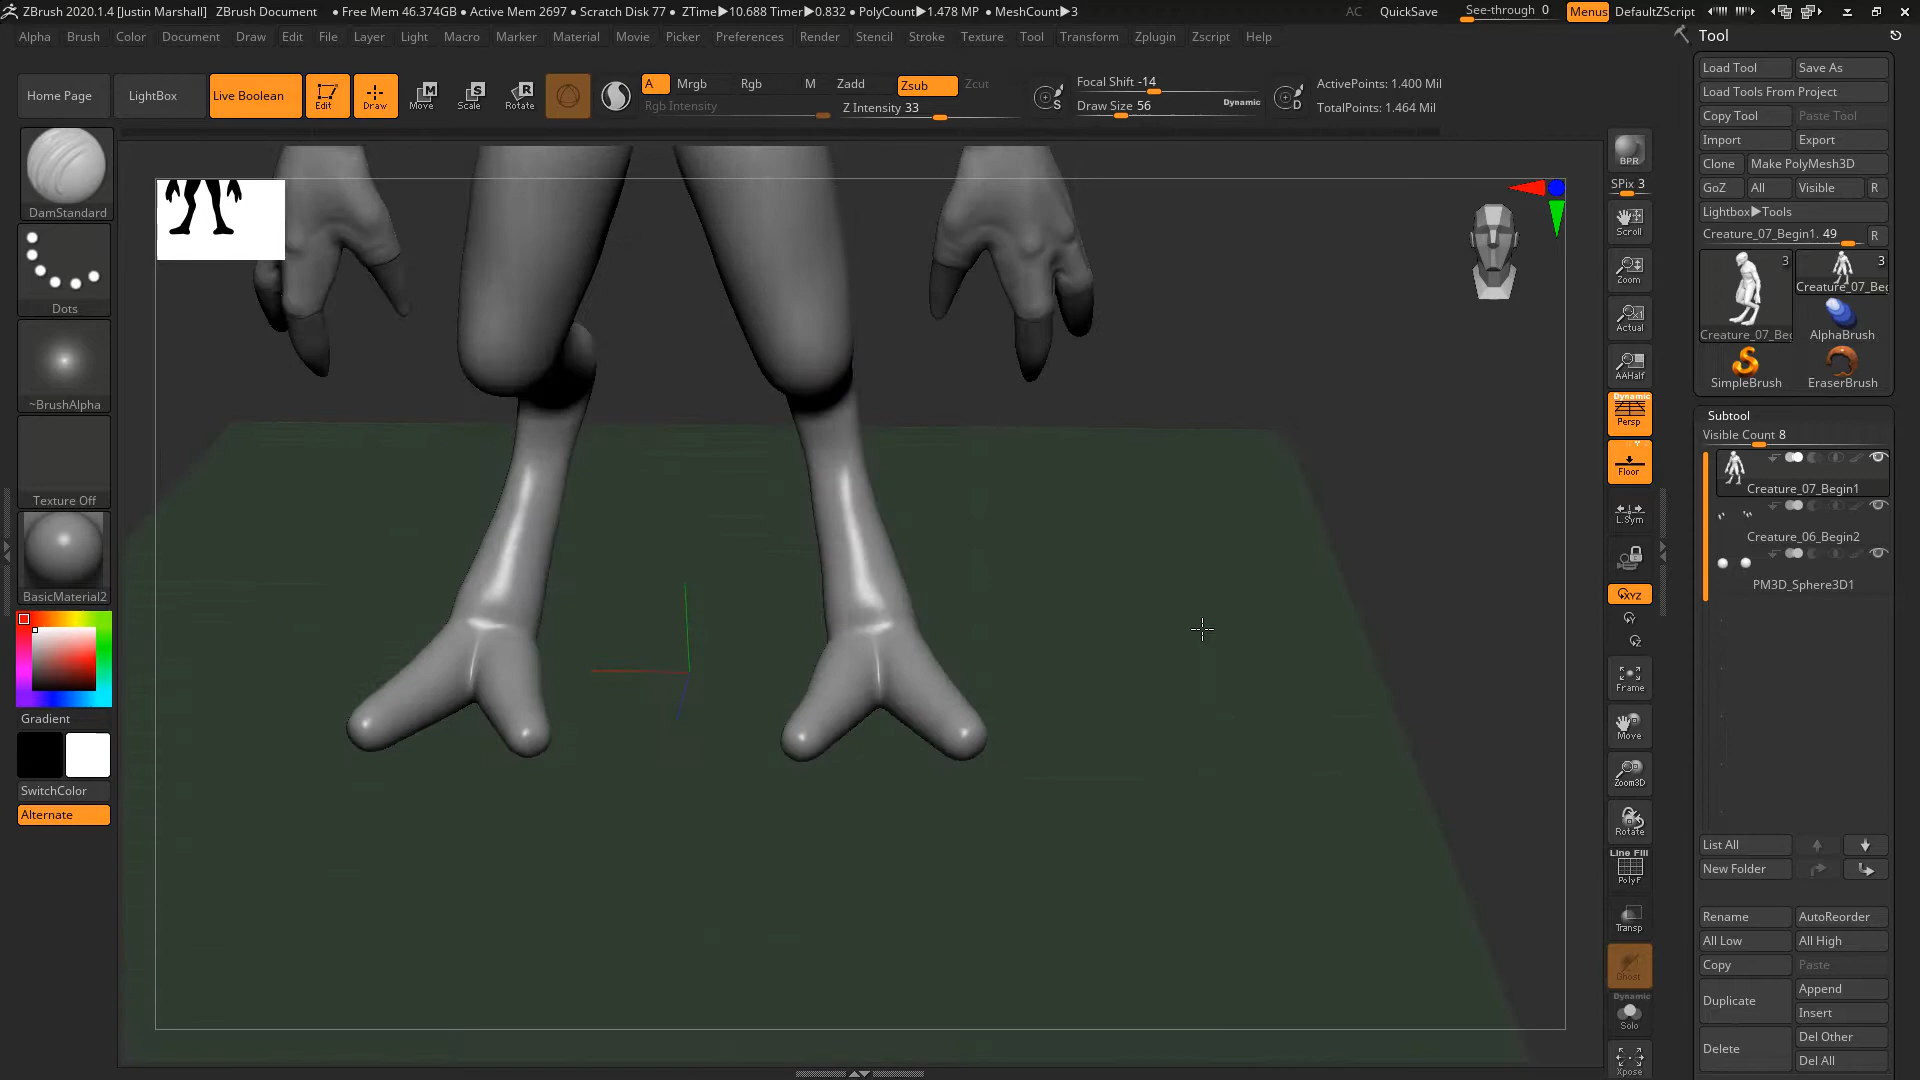 ZBrush 2020.1.4 [Justin Marshall] ZBrush Document • Free Mem 46.374GB • Active Mem 2697 • Scratch Disk 77 • ZTime▶10.688 Timer▶0.832 • PolyCount▶1.478 MP • MeshCount▶3 AC QuickSave See-through 0 Menus DefaultZScript
Alpha Brush Color Document Draw Edit File Layer Light Macro Marker Material Movie Picker Preferences Render Stencil Stroke Texture Tool Transform Zplugin Zscript Help
Home Page LightBox Live Boolean Edit Draw Move Scale Rotate
A Mrgb Rgb M Zadd Zsub Zcut
Rgb Intensity Z Intensity 33
S Focal Shift -14
Draw Size 56 Dynamic D
ActivePoints: 1.400 Mil
TotalPoints: 1.464 Mil
DamStandard
Dots
~BrushAlpha
Texture Off
BasicMaterial2
Gradient
SwitchColor
Alternate
BPR
SPix 3
Scroll
Zoom
Actual
AAHalf
Dynamic
Persp
Floor
L.Sym
XYZ
Frame
Move
Zoom3D
Rotate
Line Fill
PolyF
Transp
Ghost
Dynamic
Solo
Xpose
Tool
Load Tool Save As
Load Tools From Project
Copy Tool Paste Tool
Import Export
Clone Make PolyMesh3D
GoZ All Visible R
Lightbox▶Tools
Creature_07_Begin1. 49 R
3 3
Creature_07_Beg
Creature_07_Beg AlphaBrush
SimpleBrush EraserBrush
Subtool
Visible Count 8
Creature_07_Begin1
Creature_06_Begin2
PM3D_Sphere3D1
List All
New Folder
Rename AutoReorder
All Low All High
Copy Paste
Duplicate Append
Insert
Delete Del Other
Del All